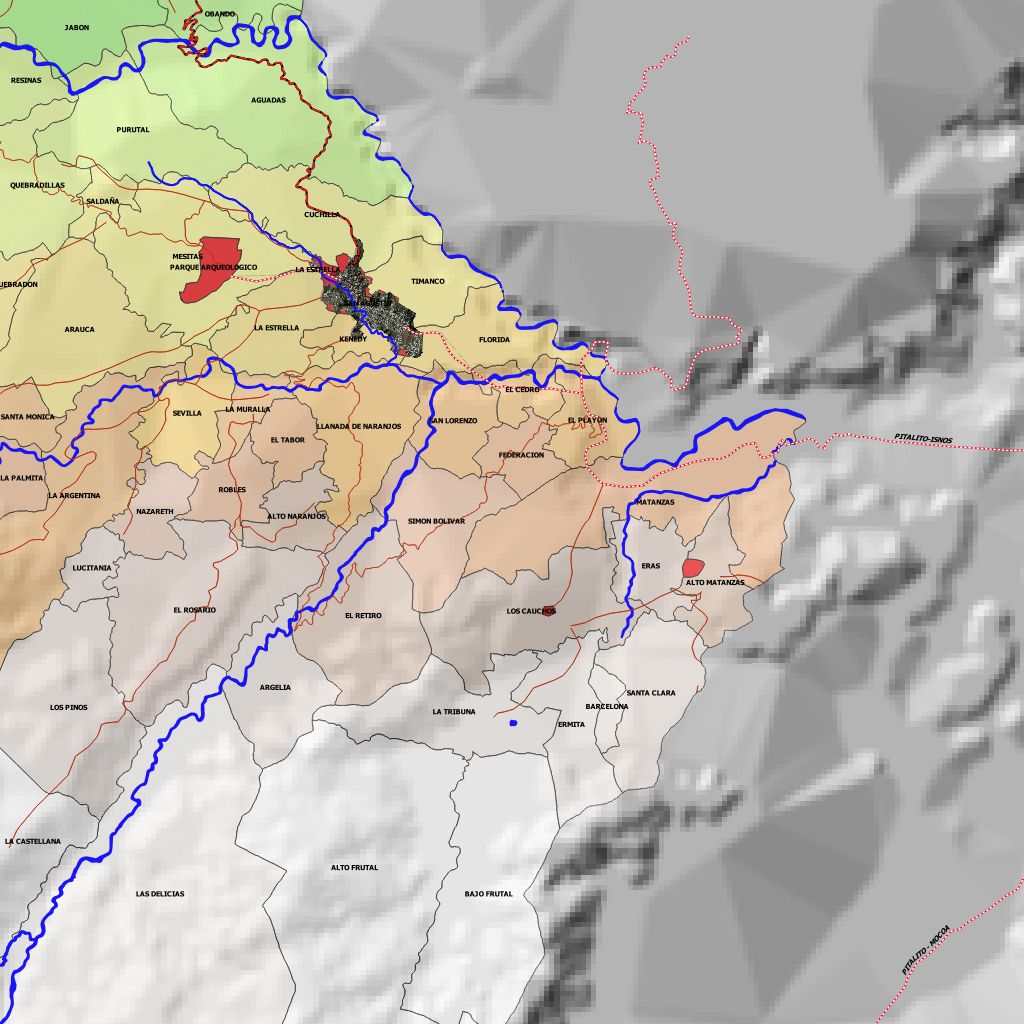 OBANDO
JABON
RESINAS
AGUADAS
PURUTAL
QUEBRADILLAS
SALDAÑA
CUCHILLA
MESITAS
PARQUE ARQUEOLOGICO
LA ESTRELLA
TIMANCO
UEBRADON
ARAUCA
LA ESTRELLA
KENEDY
FLORIDA
EL CEDRO
SANTA MONICA
SEVILLA
LA MURALLA
LLANADA DE NARANJOS
SAN LORENZO
EL PLAYON
EL TABOR
PITALITO-ISNOS
FEDERACION
LA PALMITA
LA ARGENTINA
ROBLES
NAZARETH
ALTO NARANJOS
SIMON BOLIVAR
MATANZAS
LUCITANIA
ERAS
ALTO MATANZAS
EL ROSARIO
EL RETIRO
LOS CAUCHOS
ARGELIA
SANTA CLARA
LOS PINOS
LA TRIBUNA
BARCELONA
ERMITA
LA CASTELLANA
ALTO FRUTAL
LAS DELICIAS
BAJO FRUTAL
PITALITO - MOCOA